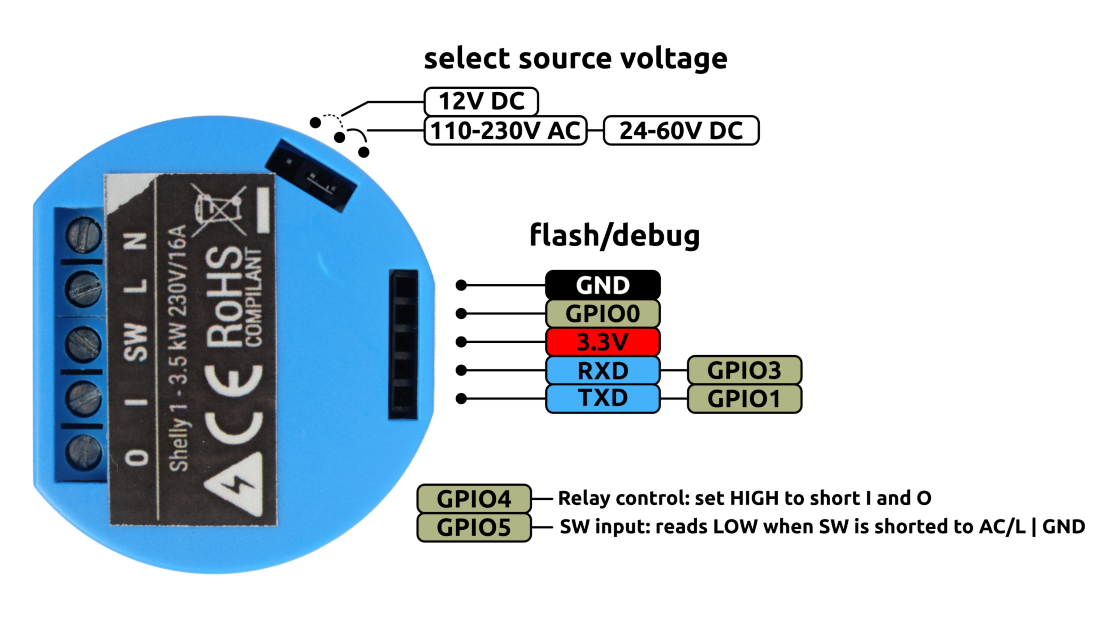 select source voltage
12V DC
110-230V AC
24-60V DC
N
L
SW
I
O
Shelly 1 - 3.5 kW 230V/16A
CE RoHS
COMPILANT
flash/debug
GND
GPIO0
3.3V
RXD
GPIO3
TXD
GPIO1
GPIO4
Relay control: set HIGH to short I and O
GPIO5
SW input: reads LOW when SW is shorted to AC/L | GND